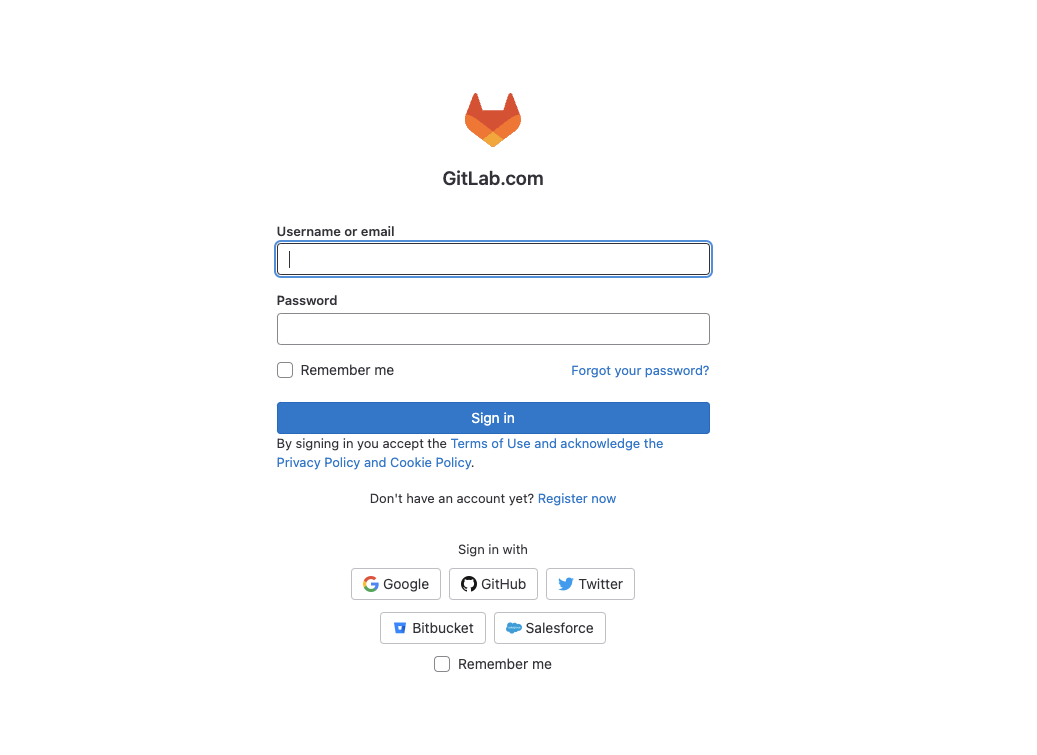 GitLab.com
Username or email
Password
Remember me
Forgot your password?
Sign in
By signing in you accept the Terms of Use and acknowledge the
Privacy Policy and Cookie Policy.
Don't have an account yet? Register now
Sign in with
Google
GitHub
Twitter
Bitbucket
Salesforce
Remember me